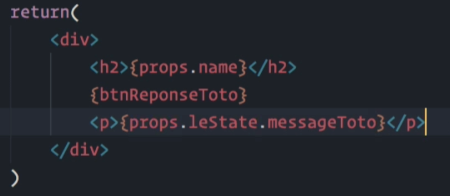 return(
<div>
<h2>{props.name}</h2>
{btnReponseToto}
<p>{props.leState.messageToto}</p>
</div>
)